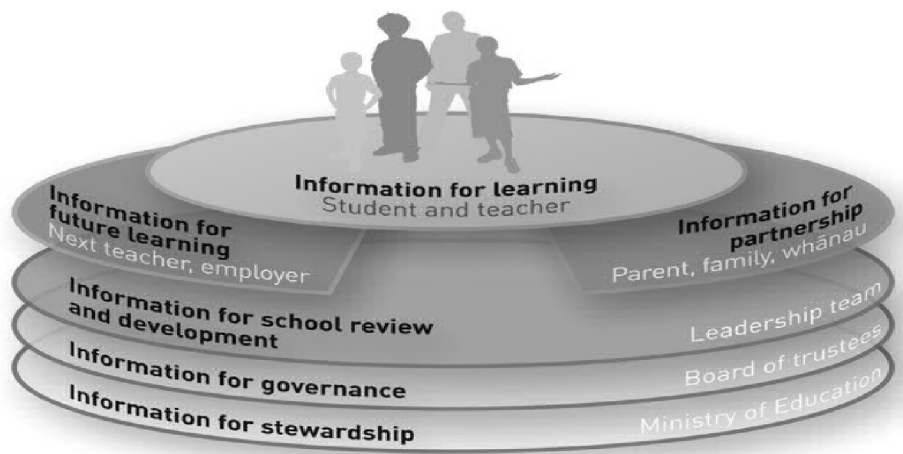 Information for learning
Student and teacher
Information for
future learning
Next teacher, employer
Information for
partnership
Parent, family, whānau
Information for school review
and development
Leadership team
Information for governance
Board of trustees
Information for stewardship
Ministry of Education